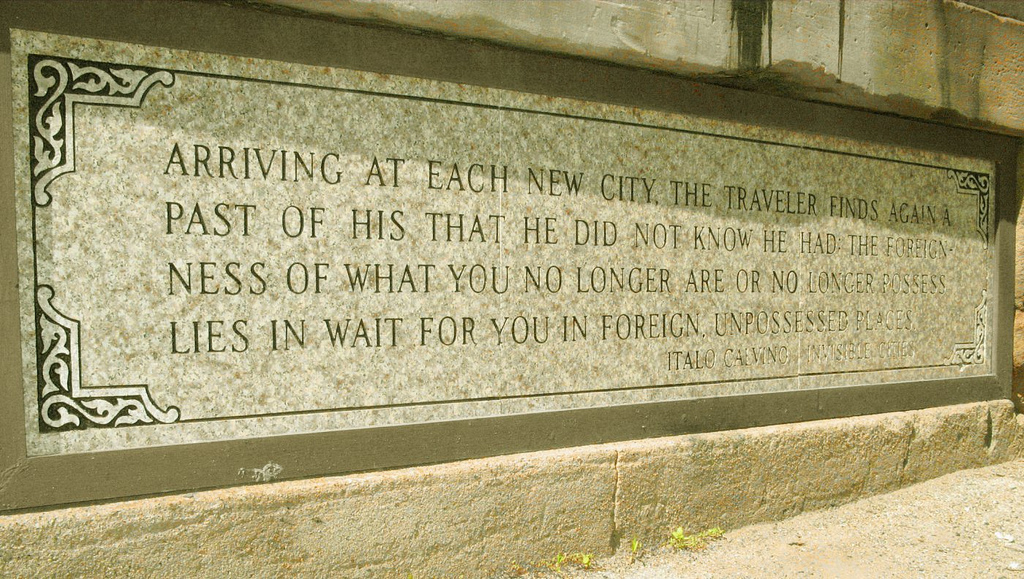 ARRIVING AT EACH NEW CITY, THE TRAVELER FINDS AGAIN A
PAST OF HIS THAT HE DID NOT KNOW HE HAD: THE FOREIGN-
NESS OF WHAT YOU NO LONGER ARE OR NO LONGER POSSESS
LIES IN WAIT FOR YOU IN FOREIGN, UNPOSSESSED PLACES.
ITALO CALVINO, INVISIBLE CITIES